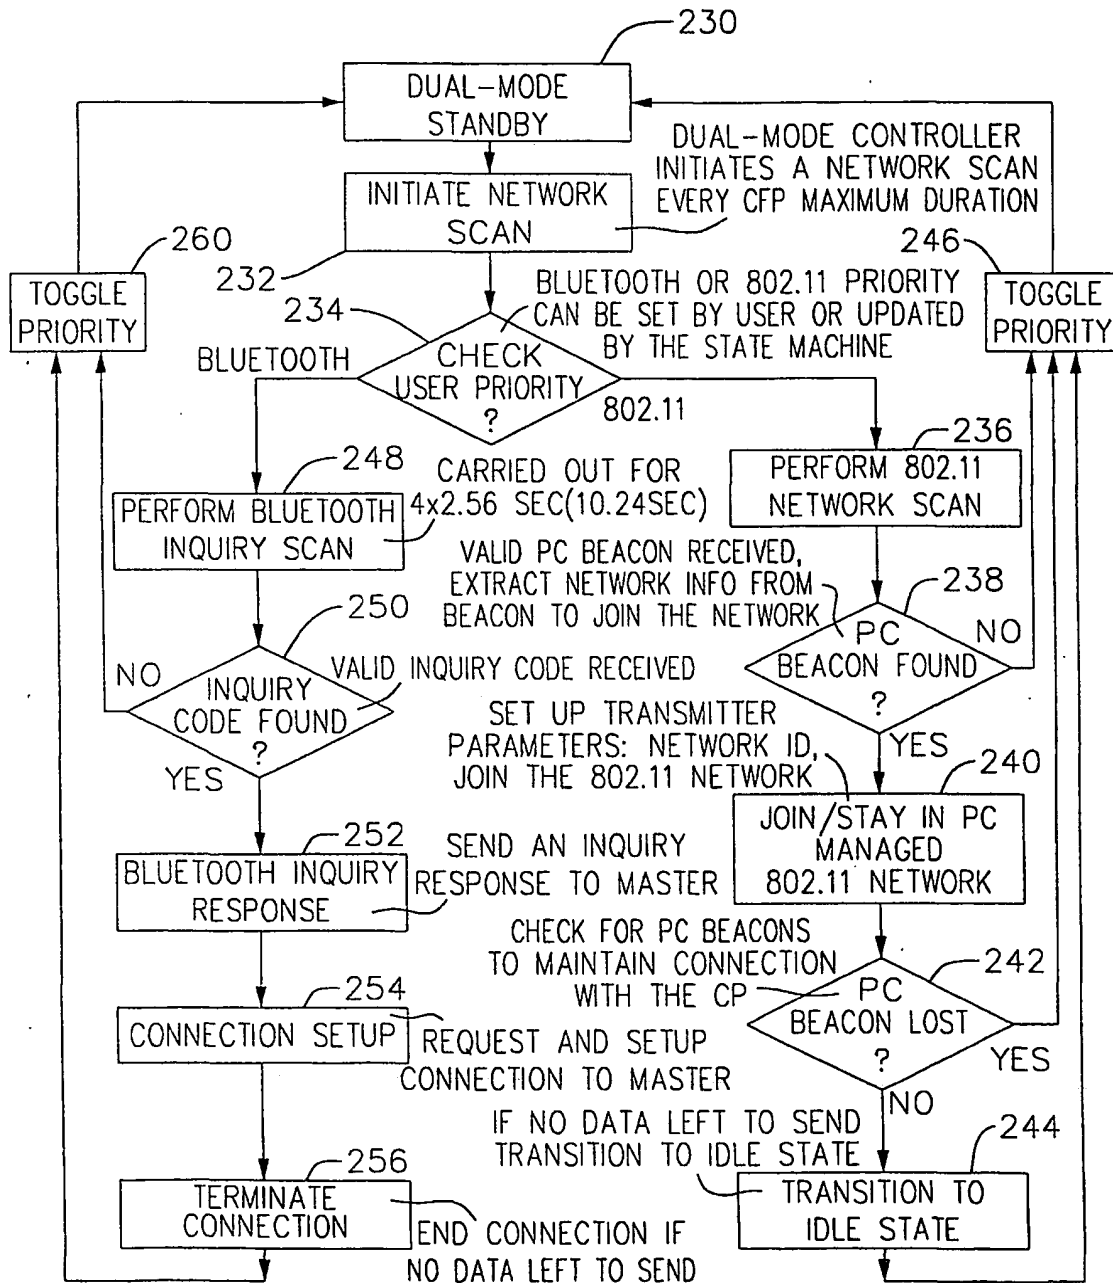 230
DUAL-MODE
STANDBY
DUAL-MODE CONTROLLER
INITIATES A NETWORK SCAN
EVERY CFP MAXIMUM DURATION
INITIATE NETWORK
SCAN
232
260
TOGGLE
PRIORITY
246
TOGGLE
PRIORITY
234
BLUETOOTH OR 802.11 PRIORITY
CAN BE SET BY USER OR UPDATED
BY THE STATE MACHINE
BLUETOOTH
CHECK
USER PRIORITY
?
802.11
248
PERFORM BLUETOOTH
INQUIRY SCAN
CARRIED OUT FOR
4x2.56 SEC(10.24SEC)
236
PERFORM 802.11
NETWORK SCAN
VALID PC BEACON RECEIVED,
EXTRACT NETWORK INFO FROM
BEACON TO JOIN THE NETWORK
238
PC
BEACON FOUND
?
NO
YES
250
NO
INQUIRY
CODE FOUND
?
YES
VALID INQUIRY CODE RECEIVED
SET UP TRANSMITTER
PARAMETERS: NETWORK ID,
JOIN THE 802.11 NETWORK
240
JOIN/STAY IN PC
MANAGED
802.11 NETWORK
252
BLUETOOTH INQUIRY
RESPONSE
SEND AN INQUIRY
RESPONSE TO MASTER
CHECK FOR PC BEACONS
TO MAINTAIN CONNECTION
WITH THE CP
242
PC
BEACON LOST
?
YES
NO
254
CONNECTION SETUP
REQUEST AND SETUP
CONNECTION TO MASTER
IF NO DATA LEFT TO SEND
TRANSITION TO IDLE STATE
244
TRANSITION TO
IDLE STATE
256
TERMINATE
CONNECTION
END CONNECTION IF
NO DATA LEFT TO SEND